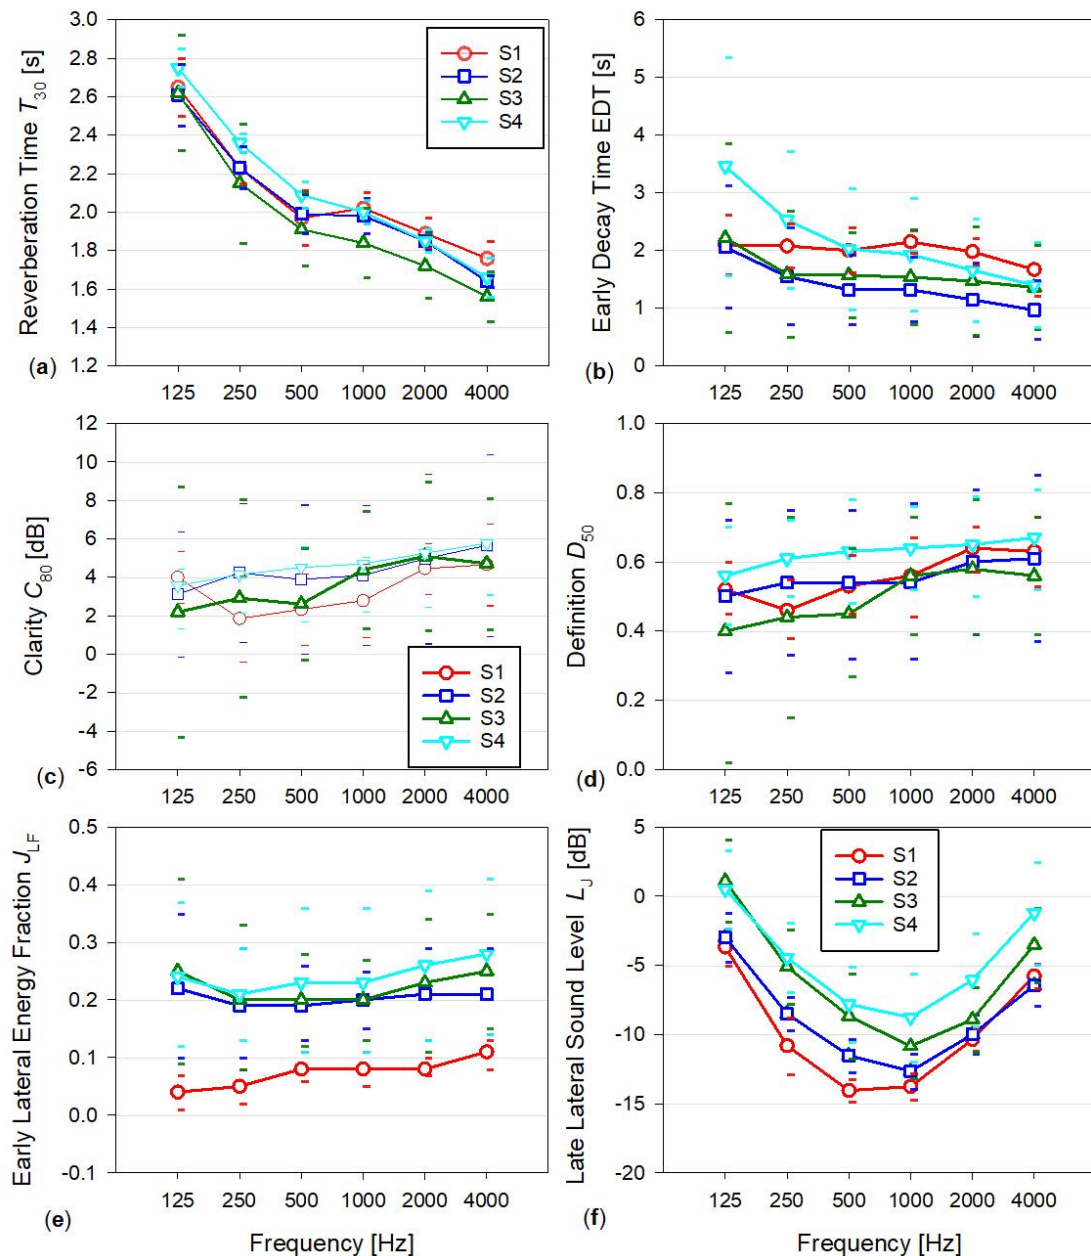 Reverberation Time T30 [s]
3.0
2.8
2.6
2.4
2.2
2.0
1.8
1.6
1.4
1.2
S1
S2
S3
S4
125 250 500 1000 2000 4000
(a)
Early Decay Time EDT [s]
6
5
4
3
2
1
0
125 250 500 1000 2000 4000
(b)
Clarity C80 [dB]
12
10
8
6
4
2
0
-2
-4
-6
S1
S2
S3
S4
125 250 500 1000 2000 4000
(c)
Definition D50
1.0
0.8
0.6
0.4
0.2
0.0
125 250 500 1000 2000 4000
(d)
Early Lateral Energy Fraction JLF
0.5
0.4
0.3
0.2
0.1
0.0
-0.1
125 250 500 1000 2000 4000
(e)
Frequency [Hz]
Late Lateral Sound Level LJ [dB]
5
0
-5
-10
-15
-20
S1
S2
S3
S4
125 250 500 1000 2000 4000
(f)
Frequency [Hz]